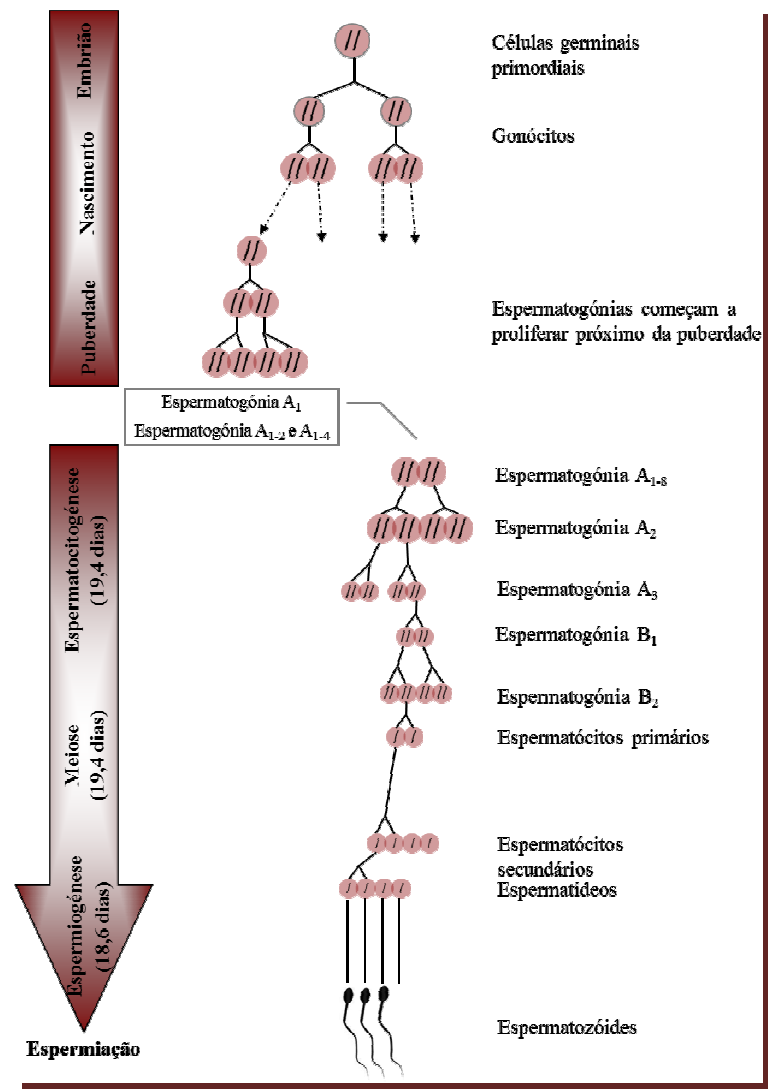 Embrião
Nascimento
Puberdade
Células germinais
primordiais
Gonócitos
Espermatogónias começam a
proliferar próximo da puberdade
Espermatogónia A1
Espermatogónia A1-2 e A1-4
Espermatocitogénese
(19,4 dias)
Meiose
(19,4 dias)
Espermiogénese
(18,6 dias)
Espermiação
Espermatogónia A1-8
Espermatogónia A2
Espermatogónia A3
Espermatogónia B1
Espermatogónia B2
Espermatócitos primários
Espermatócitos
secundários
Espermatídeos
Espermatozóides